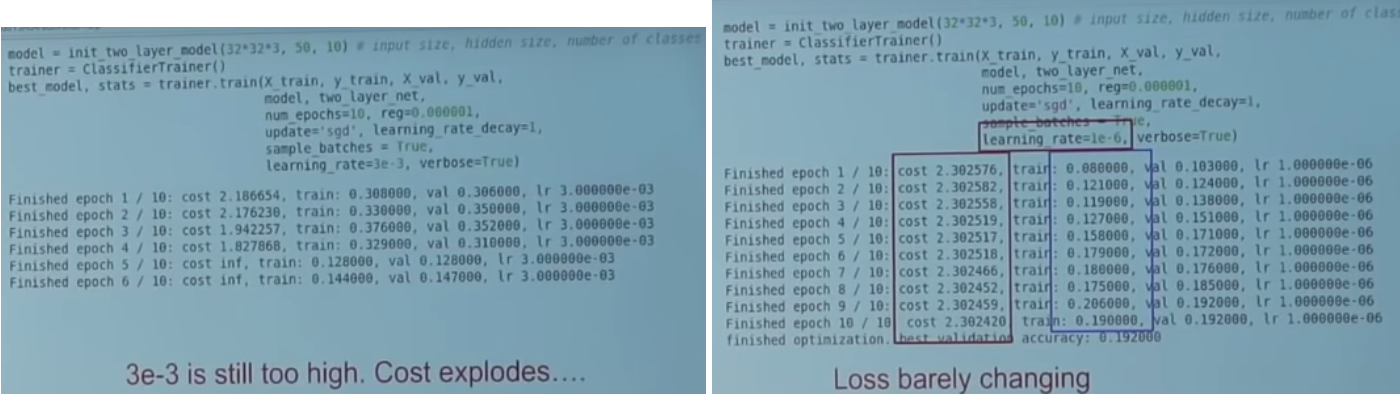 model = init_two_layer_model(32*32*3, 50, 10) # input size, hidden size, number of classes
trainer = ClassifierTrainer()
best_model, stats = trainer.train(X_train, y_train, X_val, y_val,
model, two_layer_net,
num_epochs=10, reg=0.000001,
update='sgd', learning_rate_decay=1,
sample_batches = True,
learning_rate=3e-3, verbose=True)
Finished epoch 1 / 10: cost 2.186654, train: 0.308000, val 0.306000, lr 3.000000e-03
Finished epoch 2 / 10: cost 2.176230, train: 0.330000, val 0.350000, lr 3.000000e-03
Finished epoch 3 / 10: cost 1.942257, train: 0.376000, val 0.352000, lr 3.000000e-03
Finished epoch 4 / 10: cost 1.827868, train: 0.329000, val 0.310000, lr 3.000000e-03
Finished epoch 5 / 10: cost inf, train: 0.128000, val 0.128000, lr 3.000000e-03
Finished epoch 6 / 10: cost inf, train: 0.144000, val 0.147000, lr 3.000000e-03
3e-3 is still too high. Cost explodes….
model = init_two_layer_model(32*32*3, 50, 10) # input size, hidden size, number of clas
trainer = ClassifierTrainer()
best_model, stats = trainer.train(X_train, y_train, X_val, y_val,
model, two_layer_net,
num_epochs=10, reg=0.000001,
update='sgd', learning_rate_decay=1,
sample_batches = True,
learning_rate=1e-6, verbose=True)
Finished epoch 1 / 10: cost 2.302576, train: 0.080000, val 0.103000, lr 1.000000e-06
Finished epoch 2 / 10: cost 2.302582, train: 0.121000, val 0.124000, lr 1.000000e-06
Finished epoch 3 / 10: cost 2.302558, train: 0.119000, val 0.138000, lr 1.000000e-06
Finished epoch 4 / 10: cost 2.302519, train: 0.127000, val 0.151000, lr 1.000000e-06
Finished epoch 5 / 10: cost 2.302517, train: 0.158000, val 0.171000, lr 1.000000e-06
Finished epoch 6 / 10: cost 2.302518, train: 0.179000, val 0.172000, lr 1.000000e-06
Finished epoch 7 / 10: cost 2.302466, train: 0.180000, val 0.176000, lr 1.000000e-06
Finished epoch 8 / 10: cost 2.302452, train: 0.175000, val 0.185000, lr 1.000000e-06
Finished epoch 9 / 10: cost 2.302459, train: 0.206000, val 0.192000, lr 1.000000e-06
Finished epoch 10 / 10 cost 2.302420, train: 0.190000, val 0.192000, lr 1.000000e-06
finished optimization. best validation accuracy: 0.192000
Loss barely changing